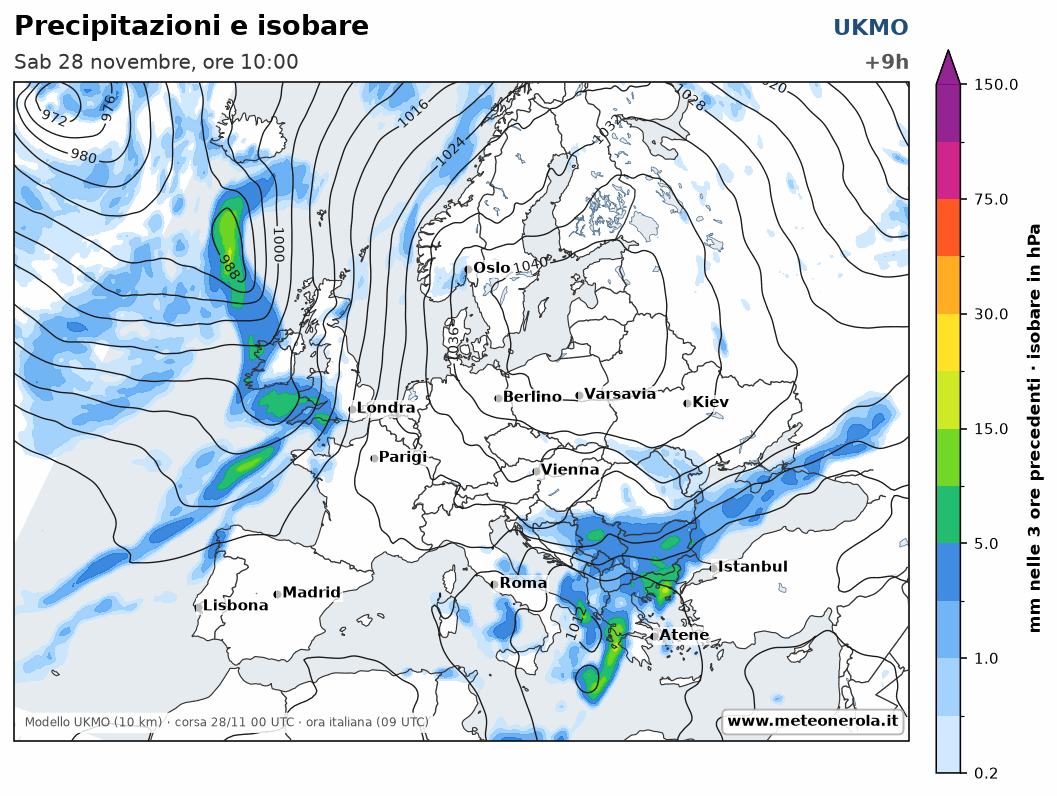 Precipitazioni e isobare
UKMO
Sab 28 novembre, ore 10:00
+9h
972
976
980
1016
1024
1032
1028
1000
988
1040
1036
1012
Oslo
Londra
Berlino
Varsavia
Kiev
Parigi
Vienna
Istanbul
Roma
Madrid
Lisbona
Atene
Modello UKMO (10 km) · corsa 28/11 00 UTC · ora italiana (09 UTC)
www.meteonerola.it
150.0
75.0
30.0
15.0
5.0
1.0
0.2
mm nelle 3 ore precedenti · isobare in hPa